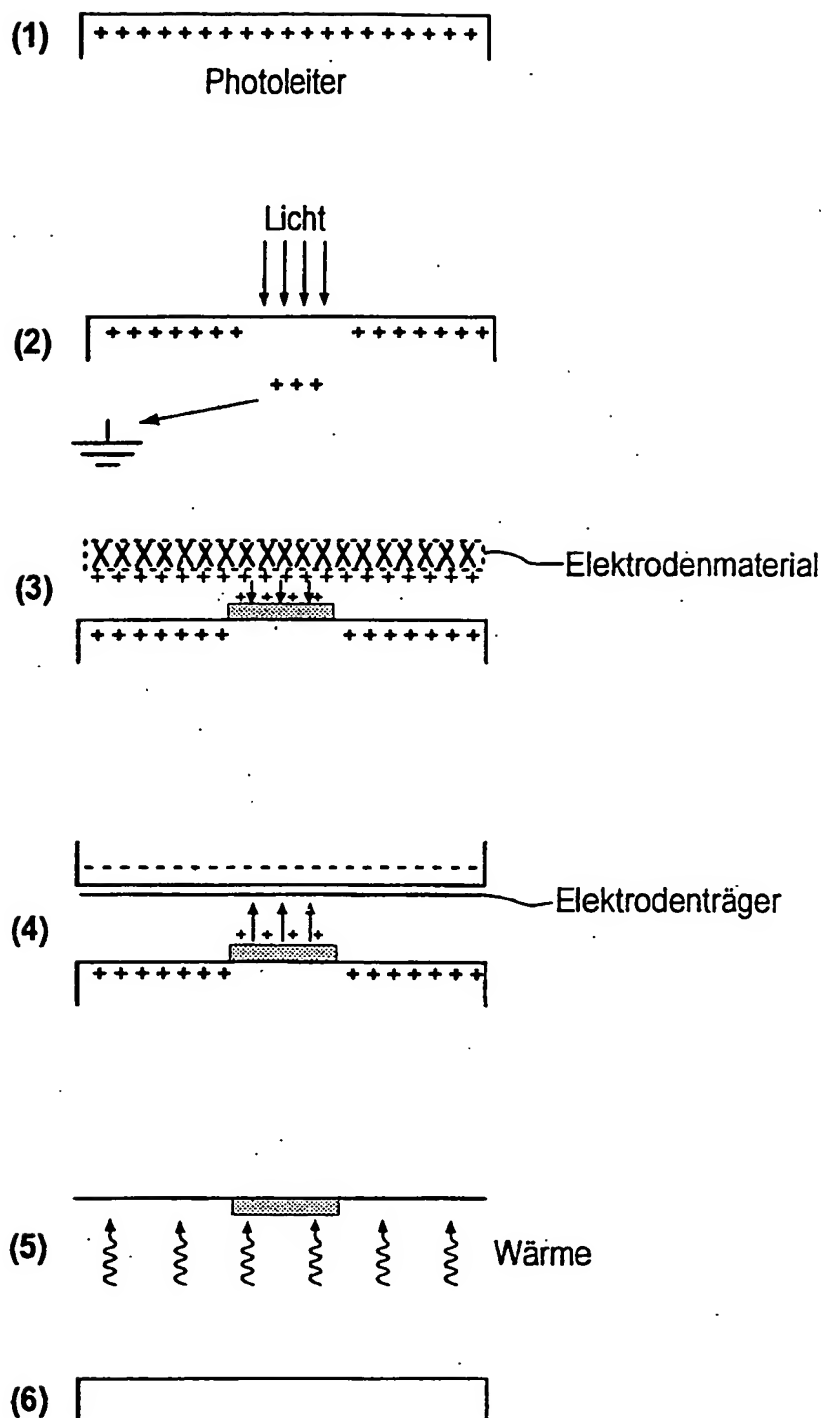 (1)
Photoleiter
Licht
(2)
(3)
Elektrodenmaterial
(4)
Elektrodenträger
(5)
Wärme
(6)